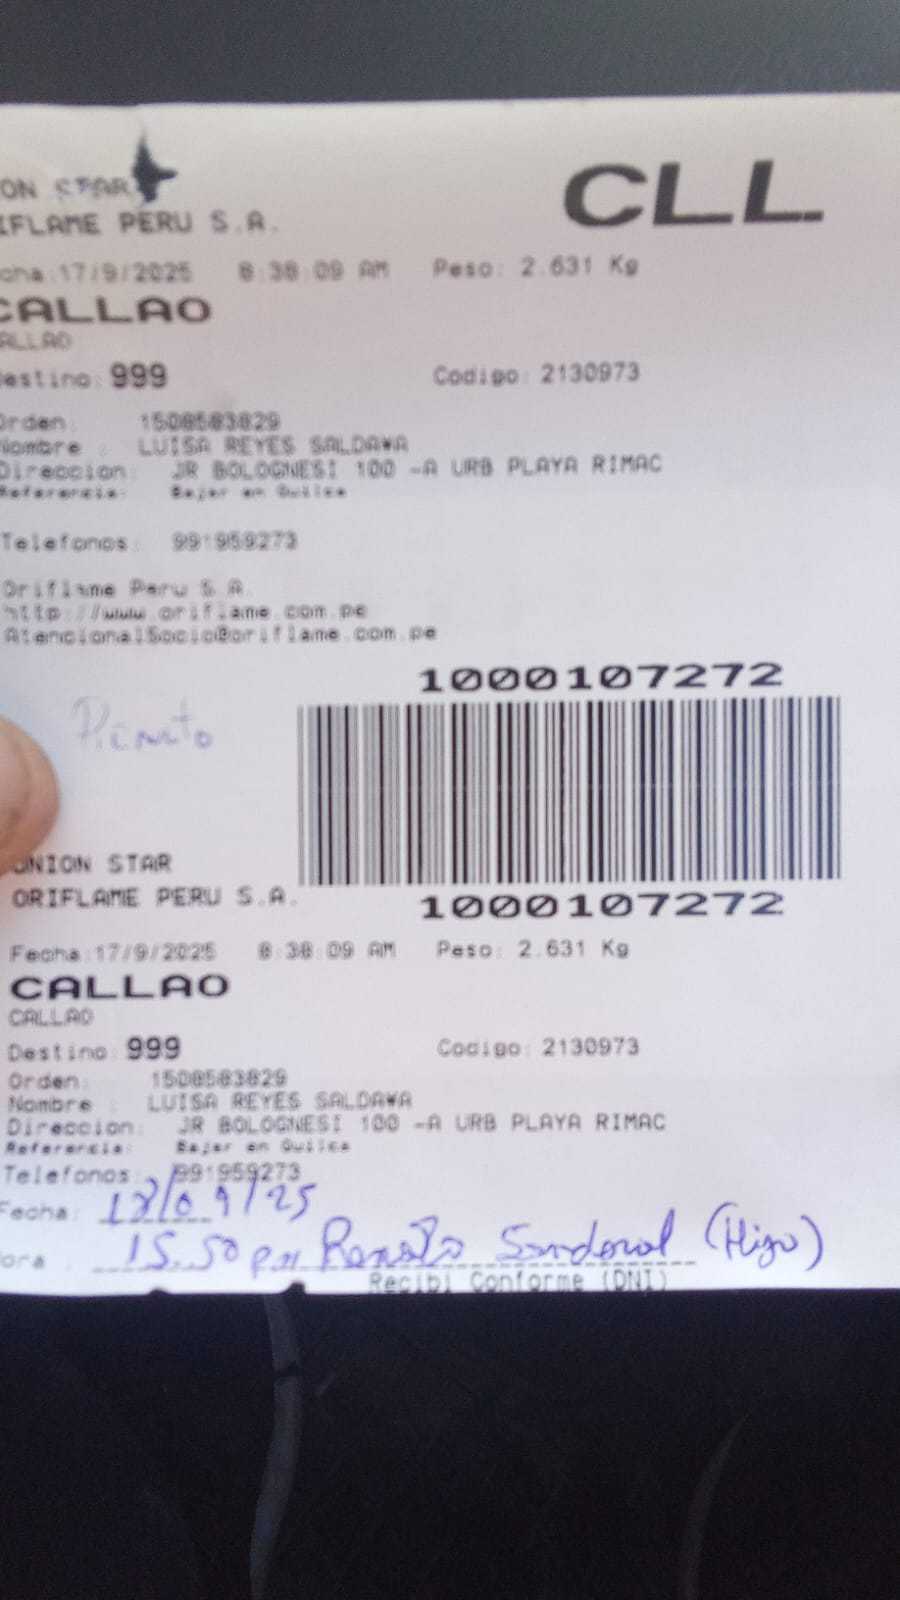 ON STAR
IFLAME PERU S.A.
CLL
cha:17/9/2025 8:38:09 AM Peso: 2.631 Kg
CALLAO
ALLAO
estino: 999 Codigo: 2130973
Orden: 1508583829
Nombre : LUISA REYES SALDA¥A
Direccion: JR BOLOGNESI 100 -A URB PLAYA RIMAC
Referencia: Bajar en Quilca
Telefonos: 991959273
Oriflame Peru S.A.
http://www.oriflame.com.pe
AtencionalSocio@oriflame.com.pe
1000107272
UNION STAR
ORIFLAME PERU S.A.
1000107272
Fecha:17/9/2025 8:38:09 AM Peso: 2.631 Kg
CALLAO
CALLAO
Destino: 999 Codigo: 2130973
Orden: 1508583829
Nombre : LUISA REYES SALDA¥A
Direccion: JR BOLOGNESI 100 -A URB PLAYA RIMAC
Referencia: Bajar en Quilca
Telefonos: 991959273
Fecha: 18/09/25
ora : 15.50 pm Renato Sandoval (Hijo)
Recibi Conforme (DNI)